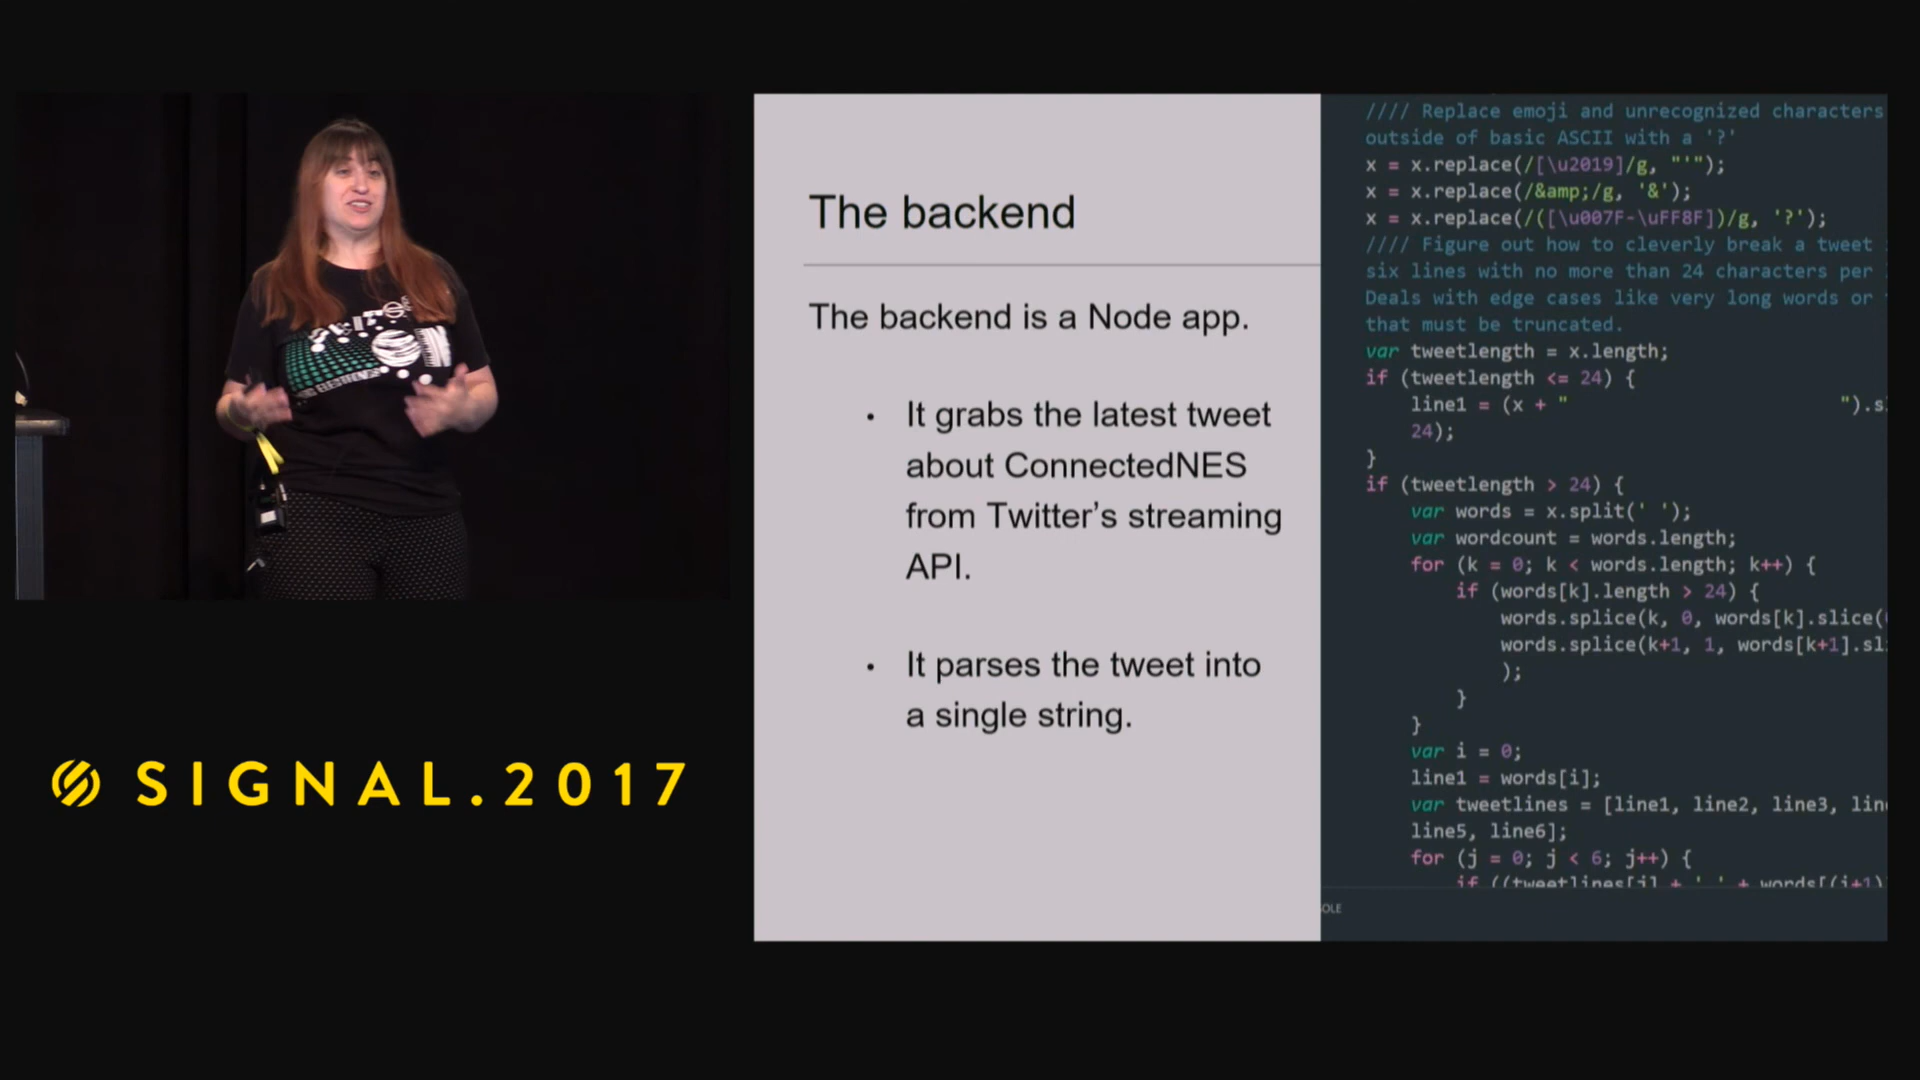 The backend
The backend is a Node app.
• It grabs the latest tweet
about ConnectedNES
from Twitter’s streaming
API.
• It parses the tweet into
a single string.
//// Replace emoji and unrecognized characters
outside of basic ASCII with a '?'
x = x.replace(/[\u2019]/g, "'");
x = x.replace(/&amp;/g, '&');
x = x.replace(/([\u007F-\uFF8F])/g, '?');
//// Figure out how to cleverly break a tweet
six lines with no more than 24 characters per
Deals with edge cases like very long words or
that must be truncated.
var tweetlength = x.length;
if (tweetlength <= 24) {
line1 = (x + "                        ").s
24);
}
if (tweetlength > 24) {
var words = x.split(' ');
var wordcount = words.length;
for (k = 0; k < words.length; k++) {
if (words[k].length > 24) {
words.splice(k, 0, words[k].slice(
words.splice(k+1, 1, words[k+1].sl
);
}
}
var i = 0;
line1 = words[i];
var tweetlines = [line1, line2, line3, lin
line5, line6];
for (j = 0; j < 6; j++) {
if ((tweetlines[j] + ' ' + words[(i+1)
OLE
SIGNAL.2017